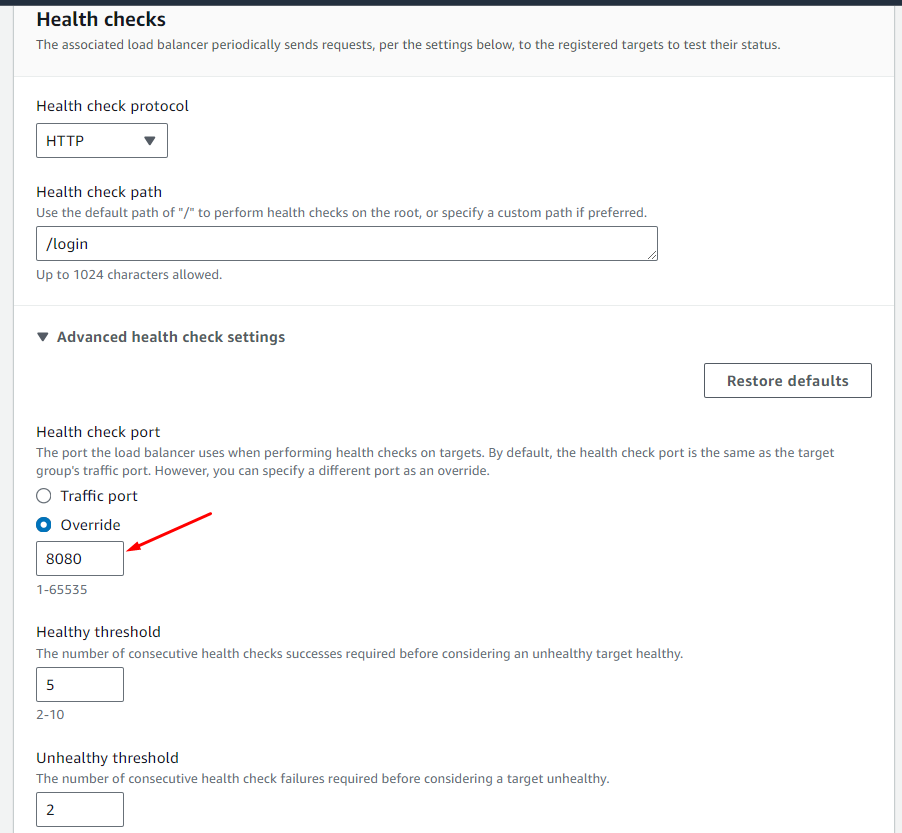 Health checks
The associated load balancer periodically sends requests, per the settings below, to the registered targets to test their status.
Health check protocol
HTTP
Health check path
Use the default path of "/" to perform health checks on the root, or specify a custom path if preferred.
/login
Up to 1024 characters allowed.
Advanced health check settings
Restore defaults
Health check port
The port the load balancer uses when performing health checks on targets. By default, the health check port is the same as the target
group's traffic port. However, you can specify a different port as an override.
Traffic port
Override
8080
1-65535
Healthy threshold
The number of consecutive health checks successes required before considering an unhealthy target healthy.
5
2-10
Unhealthy threshold
The number of consecutive health check failures required before considering a target unhealthy.
2